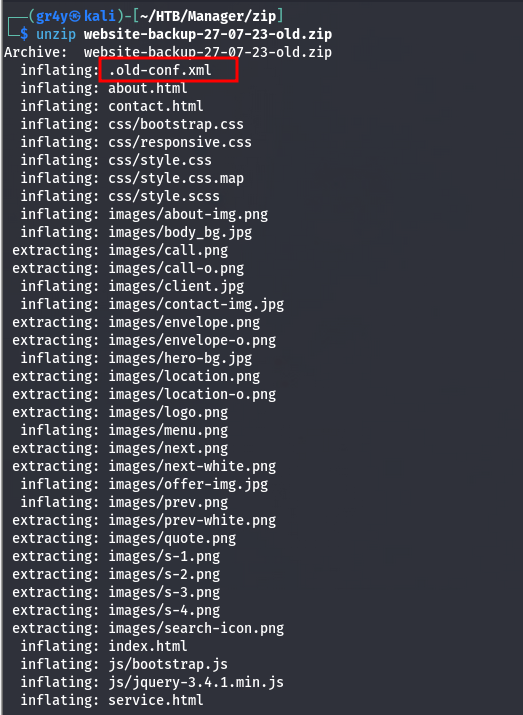 ┌──(gr4y㉿kali)-[~/HTB/Manager/zip]
└─$ unzip website-backup-27-07-23-old.zip
Archive:  website-backup-27-07-23-old.zip
  inflating: .old-conf.xml
  inflating: about.html
  inflating: contact.html
  inflating: css/bootstrap.css
  inflating: css/responsive.css
  inflating: css/style.css
  inflating: css/style.css.map
  inflating: css/style.scss
  inflating: images/about-img.png
  inflating: images/body_bg.jpg
 extracting: images/call.png
 extracting: images/call-o.png
  inflating: images/client.jpg
  inflating: images/contact-img.jpg
 extracting: images/envelope.png
 extracting: images/envelope-o.png
  inflating: images/hero-bg.jpg
 extracting: images/location.png
 extracting: images/location-o.png
 extracting: images/logo.png
  inflating: images/menu.png
 extracting: images/next.png
 extracting: images/next-white.png
  inflating: images/offer-img.jpg
  inflating: images/prev.png
 extracting: images/prev-white.png
 extracting: images/quote.png
 extracting: images/s-1.png
 extracting: images/s-2.png
 extracting: images/s-3.png
 extracting: images/s-4.png
 extracting: images/search-icon.png
  inflating: index.html
  inflating: js/bootstrap.js
  inflating: js/jquery-3.4.1.min.js
  inflating: service.html